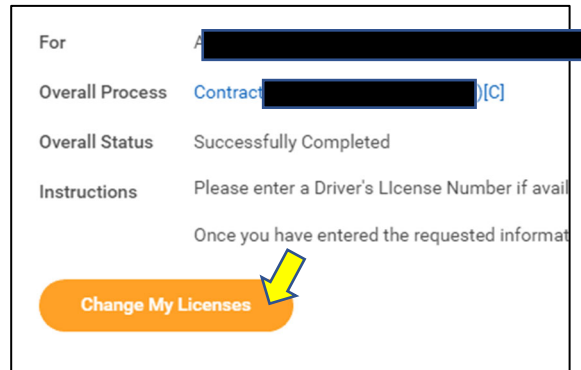 For A
Overall Process Contract )[C]
Overall Status Successfully Completed
Instructions Please enter a Driver's LIcense Number if avail
Once you have entered the requested informat
Change My Licenses